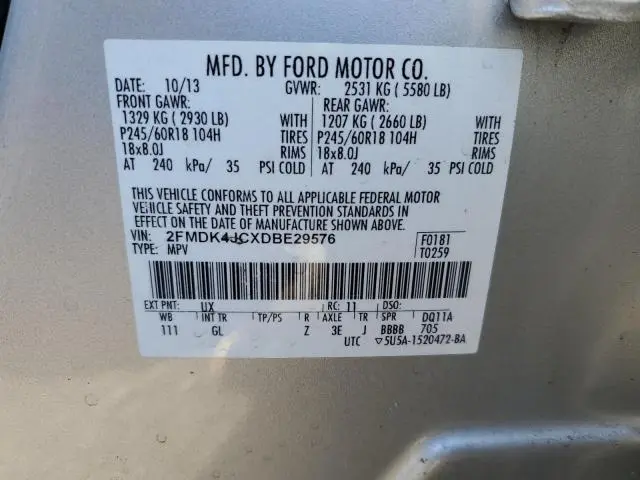 MFD. BY FORD MOTOR CO.
DATE: 10/13 GVWR: 2531 KG ( 5580 LB)
FRONT GAWR: REAR GAWR:
1329 KG ( 2930 LB) WITH 1207 KG ( 2660 LB) WITH
P245/60R18 104H TIRES P245/60R18 104H TIRES
18x8.0J RIMS 18x8.0J RIMS
AT 240 kPa/ 35 PSI COLD AT 240 kPa/ 35 PSI COLD
THIS VEHICLE CONFORMS TO ALL APPLICABLE FEDERAL MOTOR
VEHICLE SAFETY AND THEFT PREVENTION STANDARDS IN
EFFECT ON THE DATE OF MANUFACTURE SHOWN ABOVE.
VIN: 2FMDK4JCXDBE29576 F0181
TYPE: MPV T0259
EXT PNT: UX RC: 11 DSO:
WB INT TR TP/PS R AXLE TR SPR DQ11A
111 GL Z 3E J BBBB 705
UTC ▽5U5A-1520472-BA